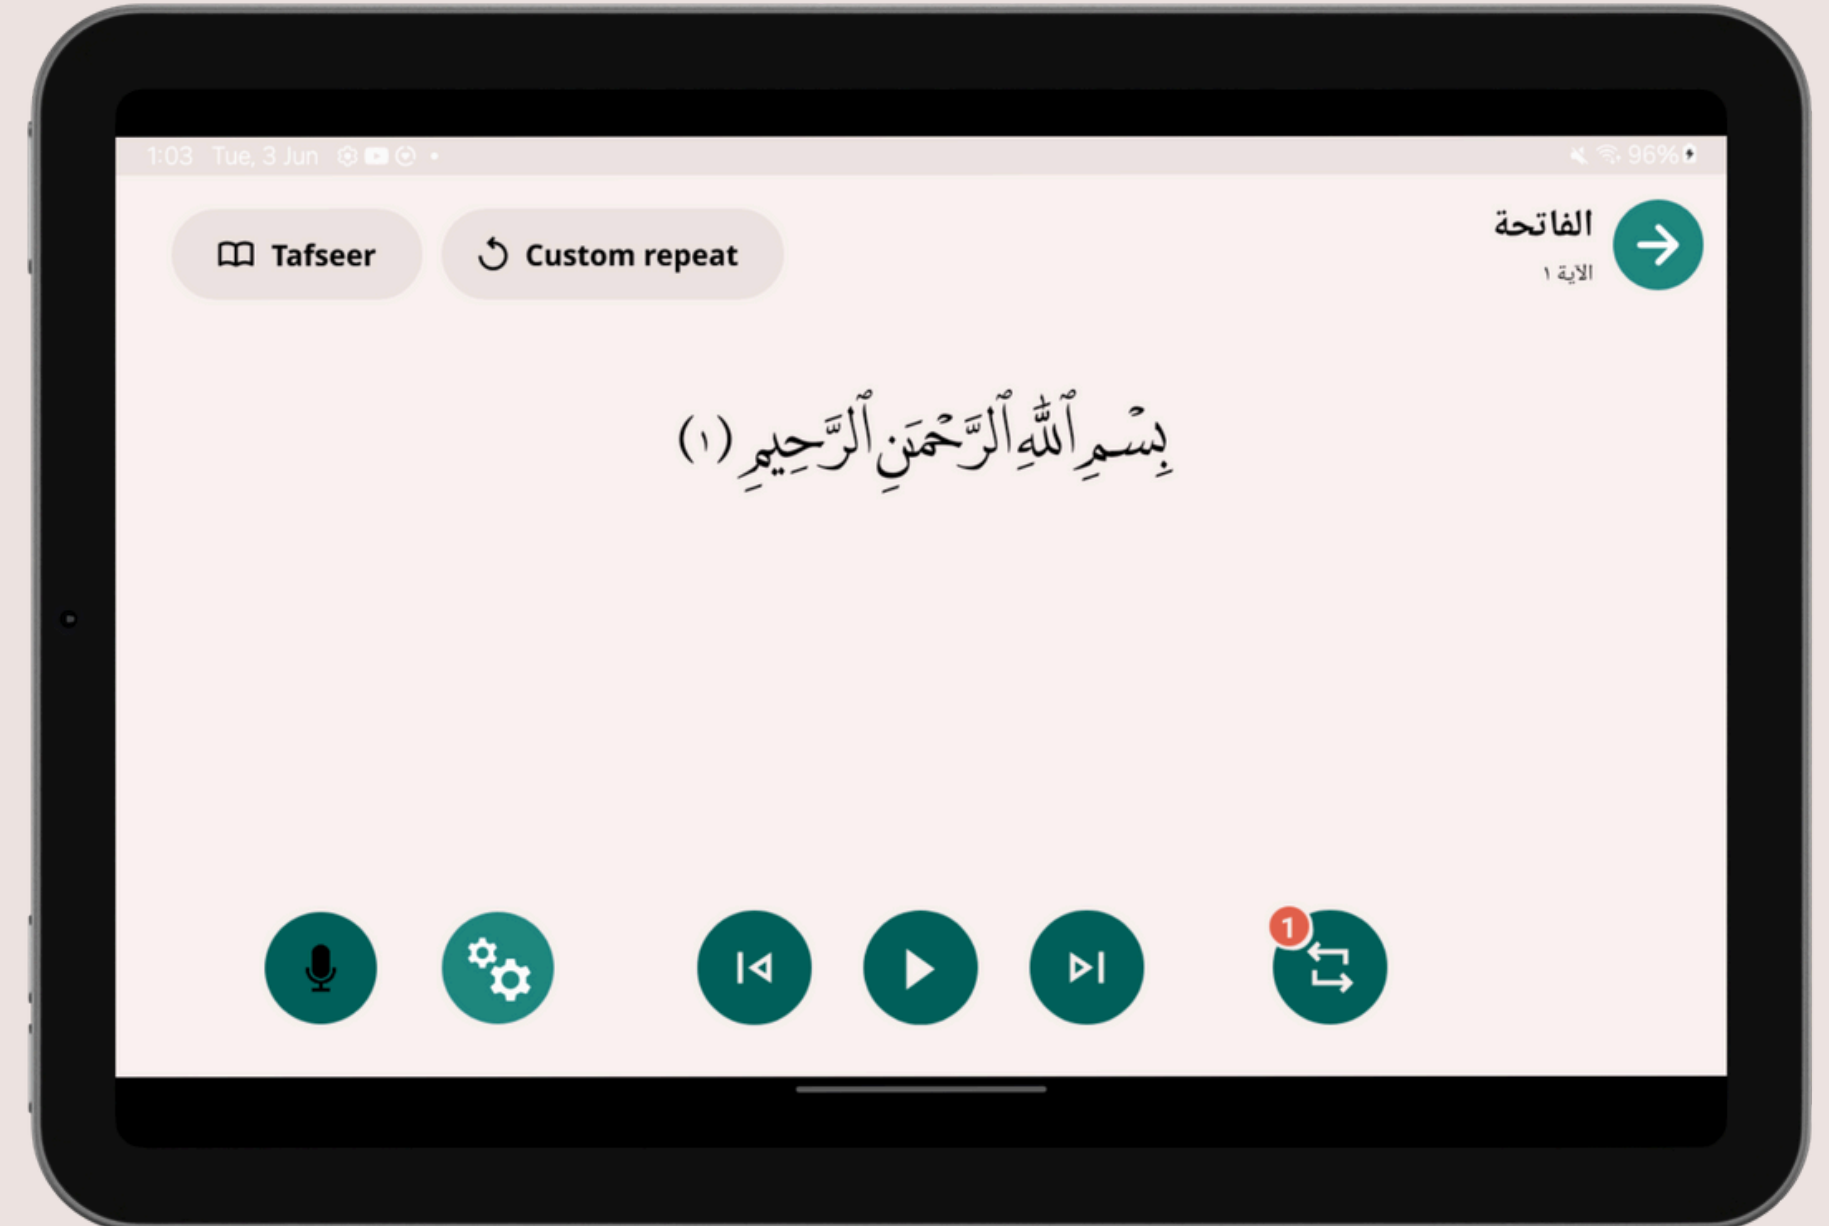 1:03 Tue, 3 Jun
96%
Tafseer
Custom repeat
الفاتحة
الآية ١
بِسْمِ ٱللَّهِ ٱلرَّحْمَٰنِ ٱلرَّحِيمِ (١)
1